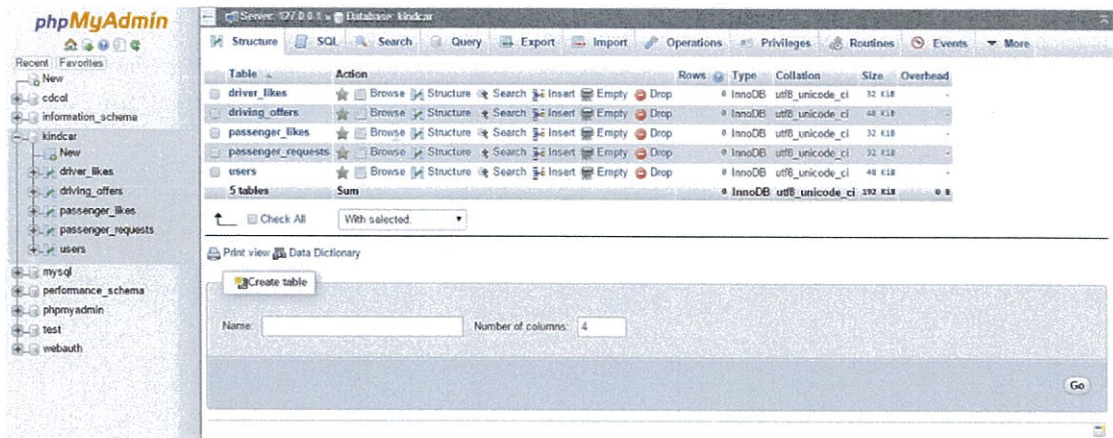 phpMyAdmin
Recent Favorites
New
cdcol
information_schema
kindcar
New
driver_likes
driving_offers
passenger_likes
passenger_requests
users
mysql
performance_schema
phpmyadmin
test
webauth
Server: 127.0.0.1 » Database: kindcar
Structure SQL Search Query Export Import Operations Privileges Routines Events More
Table Action Rows Type Collation Size Overhead
driver_likes Browse Structure Search Insert Empty Drop 0 InnoDB utf8_unicode_ci 32 KiB -
driving_offers Browse Structure Search Insert Empty Drop 0 InnoDB utf8_unicode_ci 48 KiB -
passenger_likes Browse Structure Search Insert Empty Drop 0 InnoDB utf8_unicode_ci 32 KiB -
passenger_requests Browse Structure Search Insert Empty Drop 0 InnoDB utf8_unicode_ci 32 KiB -
users Browse Structure Search Insert Empty Drop 0 InnoDB utf8_unicode_ci 48 KiB -
5 tables Sum 0 InnoDB utf8_unicode_ci 192 KiB 0 B
Check All With selected:
Print view Data Dictionary
Create table
Name: Number of columns: 4
Go